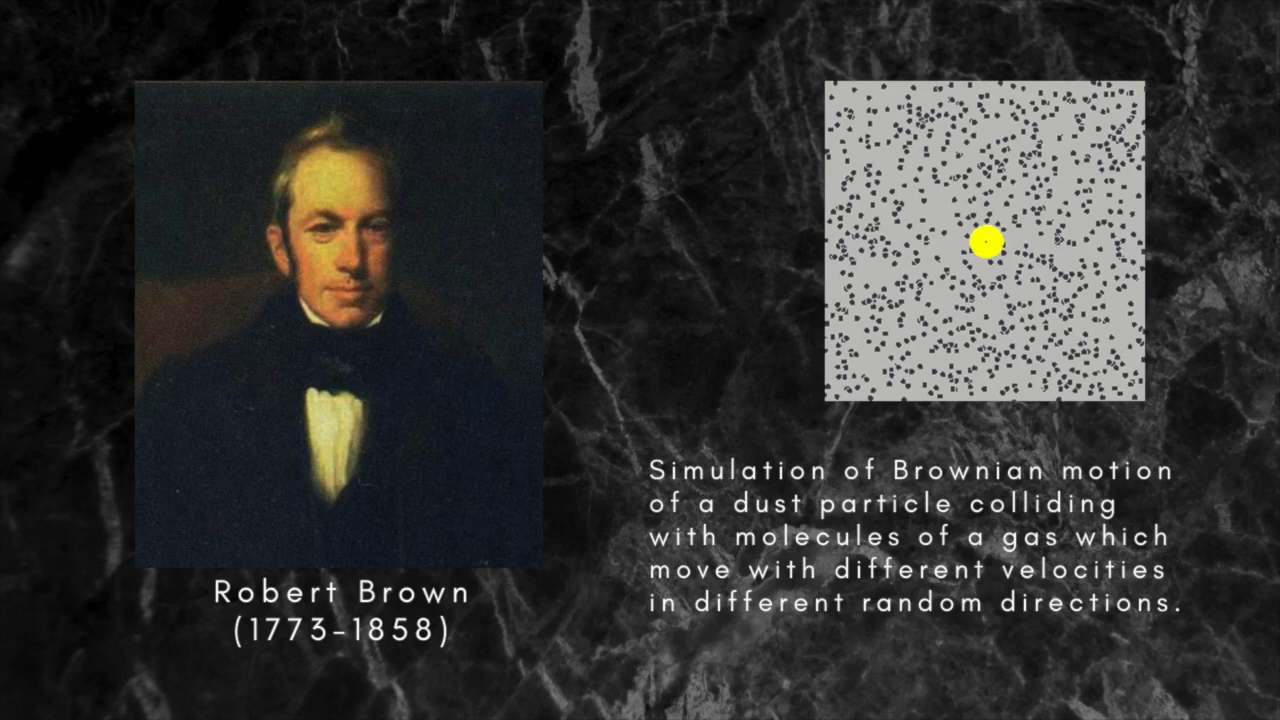 Robert Brown
(1773-1858)
Simulation of Brownian motion
of a dust particle colliding
with molecules of a gas which
move with different velocities
in different random directions.